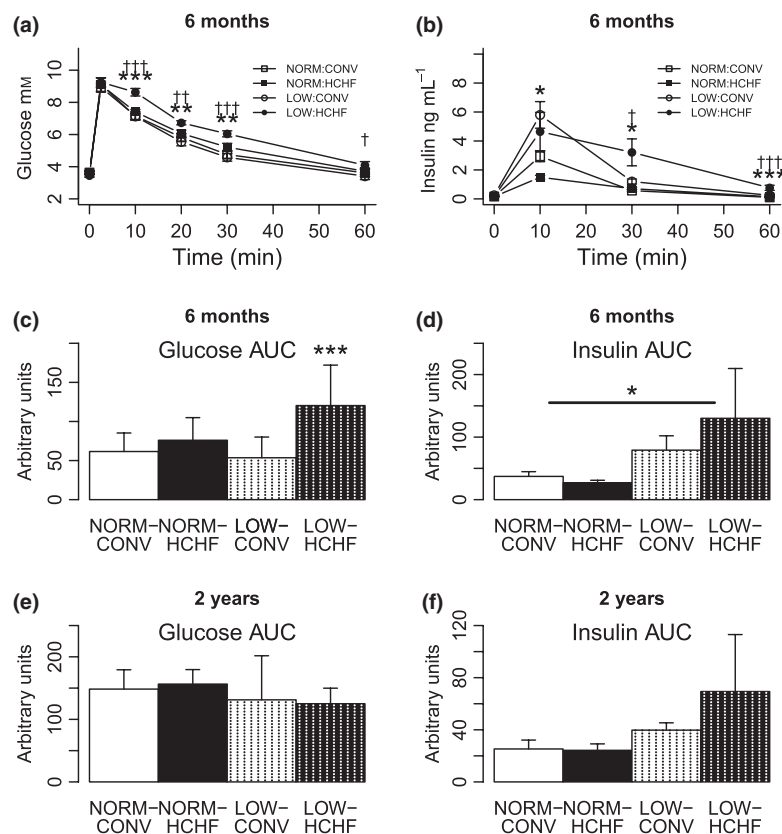 (a)
6 months
Glucose mM
10
8
6
4
2
†††
***
††
**
†††
**
†
NORM:CONV
NORM:HCHF
LOW:CONV
LOW:HCHF
0 10 20 30 40 50 60
Time (min)
(b)
6 months
Insulin ng mL−1
8
6
4
2
0
*
‡
*
†††
***
NORM:CONV
NORM:HCHF
LOW:CONV
LOW:HCHF
0 10 20 30 40 50 60
Time (min)
(c)
6 months
Glucose AUC
***
Arbitrary units
150
50
0
NORM− NORM− LOW− LOW−
CONV HCHF CONV HCHF
(d)
6 months
Insulin AUC
*
Arbitrary units
200
100
50
0
NORM− NORM− LOW− LOW−
CONV HCHF CONV HCHF
(e)
2 years
Glucose AUC
Arbitrary units
200
100
0
NORM− NORM− LOW− LOW−
CONV HCHF CONV HCHF
(f)
2 years
Insulin AUC
Arbitrary units
120
80
40
0
NORM− NORM− LOW− LOW−
CONV HCHF CONV HCHF